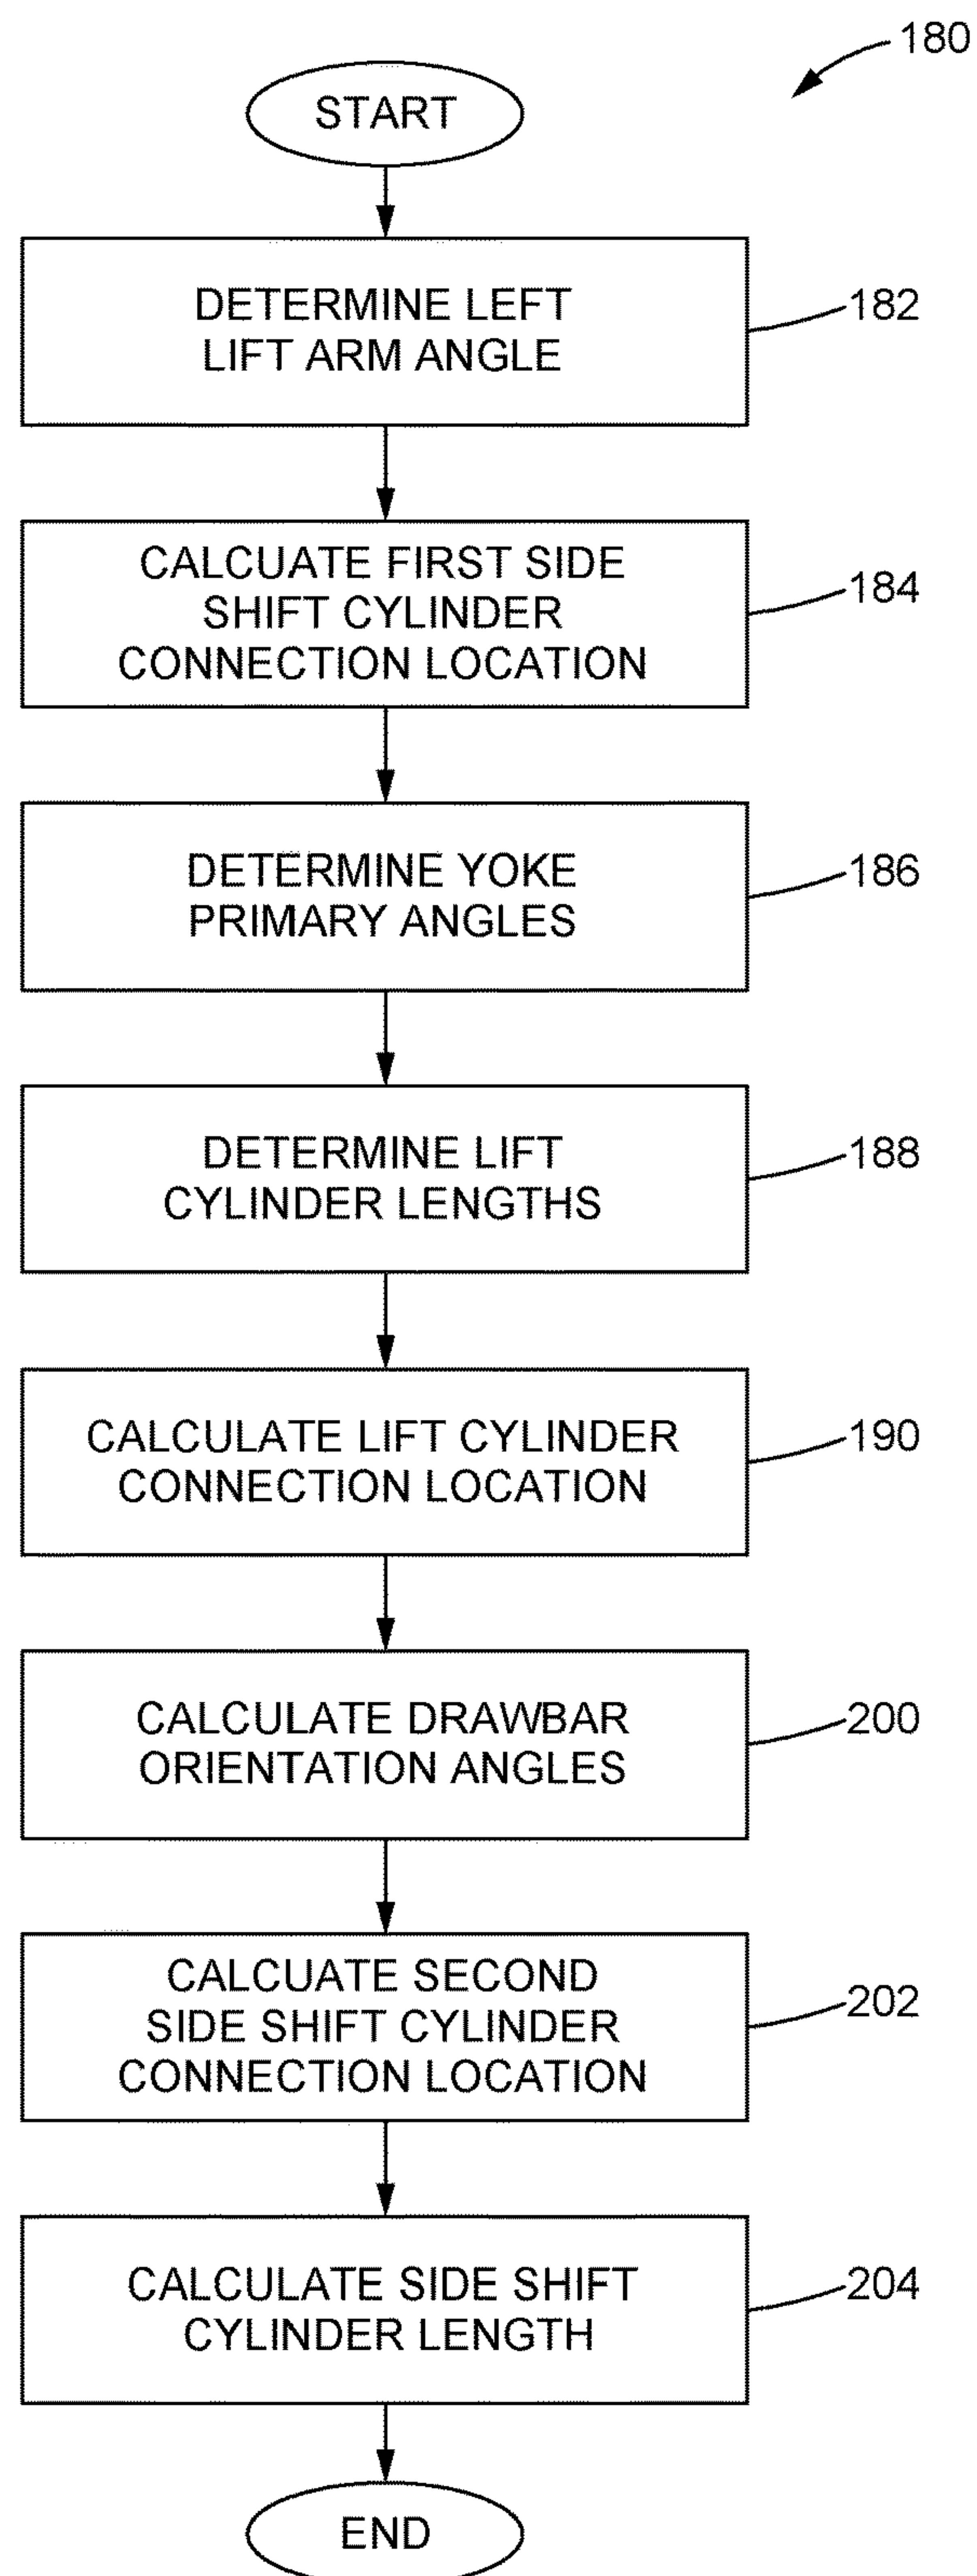 180
START
DETERMINE LEFT
LIFT ARM ANGLE
182
CALCUATE FIRST SIDE
SHIFT CYLINDER
CONNECTION LOCATION
184
DETERMINE YOKE
PRIMARY ANGLES
186
DETERMINE LIFT
CYLINDER LENGTHS
188
CALCULATE LIFT CYLINDER
CONNECTION LOCATION
190
CALCULATE DRAWBAR
ORIENTATION ANGLES
200
CALCUATE SECOND
SIDE SHIFT CYLINDER
CONNECTION LOCATION
202
CALCULATE SIDE SHIFT
CYLINDER LENGTH
204
END